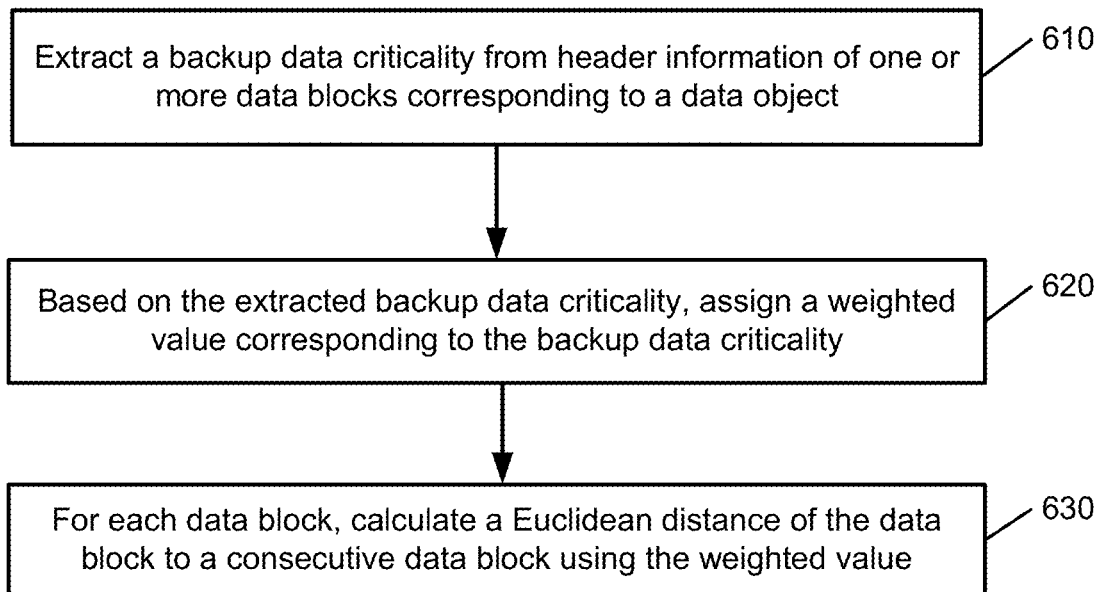 Extract a backup data criticality from header information of one or
more data blocks corresponding to a data object
610
Based on the extracted backup data criticality, assign a weighted
value corresponding to the backup data criticality
620
For each data block, calculate a Euclidean distance of the data
block to a consecutive data block using the weighted value
630